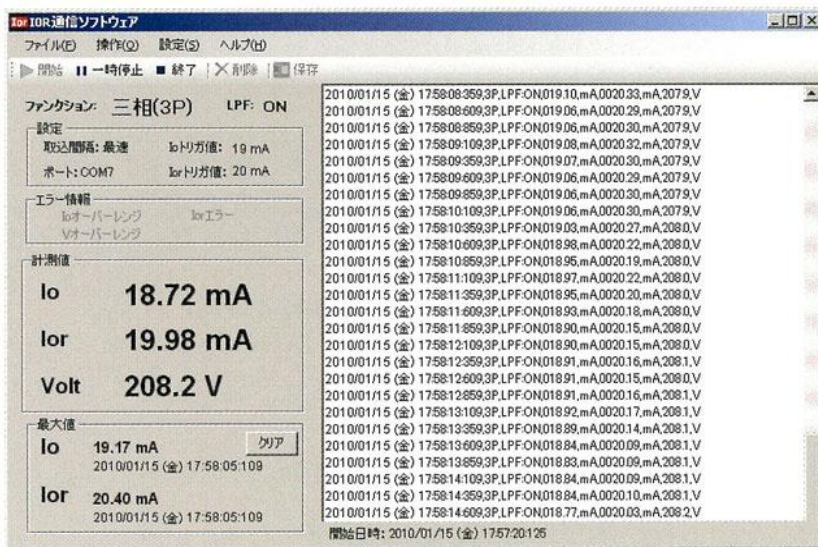 Ior IOR通信ソフトウェア
ファイル(F) 操作(O) 設定(S) ヘルプ(H)
開始 一時停止 終了 削除 保存
ファンクション: 三相(3P) LPF: ON
設定
取込間隔: 最速 Ioトリガ値: 19 mA
ポート: COM7 Iorトリガ値: 20 mA
エラー情報
Ioオーバーレンジ Iorエラー
Vオーバーレンジ
計測値
Io 18.72 mA
Ior 19.98 mA
Volt 208.2 V
最大値
Io 19.17 mA クリア
2010/01/15 (金) 17:58:05:109
Ior 20.40 mA
2010/01/15 (金) 17:58:05:109
2010/01/15 (金) 17:58:08:359,3P,LPF:ON,019.10,mA,0020.33,mA,207.9,V
2010/01/15 (金) 17:58:08:609,3P,LPF:ON,019.06,mA,0020.29,mA,207.9,V
2010/01/15 (金) 17:58:08:859,3P,LPF:ON,019.06,mA,0020.30,mA,207.9,V
2010/01/15 (金) 17:58:09:109,3P,LPF:ON,019.08,mA,0020.32,mA,207.9,V
2010/01/15 (金) 17:58:09:359,3P,LPF:ON,019.07,mA,0020.30,mA,207.9,V
2010/01/15 (金) 17:58:09:609,3P,LPF:ON,019.06,mA,0020.29,mA,207.9,V
2010/01/15 (金) 17:58:09:859,3P,LPF:ON,019.06,mA,0020.30,mA,207.9,V
2010/01/15 (金) 17:58:10:109,3P,LPF:ON,019.06,mA,0020.30,mA,207.9,V
2010/01/15 (金) 17:58:10:359,3P,LPF:ON,019.03,mA,0020.27,mA,208.0,V
2010/01/15 (金) 17:58:10:609,3P,LPF:ON,018.98,mA,0020.22,mA,208.0,V
2010/01/15 (金) 17:58:10:859,3P,LPF:ON,018.95,mA,0020.19,mA,208.0,V
2010/01/15 (金) 17:58:11:109,3P,LPF:ON,018.97,mA,0020.22,mA,208.0,V
2010/01/15 (金) 17:58:11:359,3P,LPF:ON,018.95,mA,0020.20,mA,208.0,V
2010/01/15 (金) 17:58:11:609,3P,LPF:ON,018.93,mA,0020.18,mA,208.0,V
2010/01/15 (金) 17:58:11:859,3P,LPF:ON,018.90,mA,0020.15,mA,208.0,V
2010/01/15 (金) 17:58:12:109,3P,LPF:ON,018.90,mA,0020.15,mA,208.0,V
2010/01/15 (金) 17:58:12:359,3P,LPF:ON,018.91,mA,0020.16,mA,208.1,V
2010/01/15 (金) 17:58:12:609,3P,LPF:ON,018.91,mA,0020.15,mA,208.0,V
2010/01/15 (金) 17:58:12:859,3P,LPF:ON,018.91,mA,0020.16,mA,208.1,V
2010/01/15 (金) 17:58:13:109,3P,LPF:ON,018.92,mA,0020.17,mA,208.1,V
2010/01/15 (金) 17:58:13:359,3P,LPF:ON,018.89,mA,0020.14,mA,208.1,V
2010/01/15 (金) 17:58:13:609,3P,LPF:ON,018.84,mA,0020.09,mA,208.1,V
2010/01/15 (金) 17:58:13:859,3P,LPF:ON,018.83,mA,0020.09,mA,208.1,V
2010/01/15 (金) 17:58:14:109,3P,LPF:ON,018.84,mA,0020.09,mA,208.1,V
2010/01/15 (金) 17:58:14:359,3P,LPF:ON,018.84,mA,0020.10,mA,208.1,V
2010/01/15 (金) 17:58:14:609,3P,LPF:ON,018.77,mA,0020.03,mA,208.2,V
開始日時: 2010/01/15 (金) 17:57:20:125